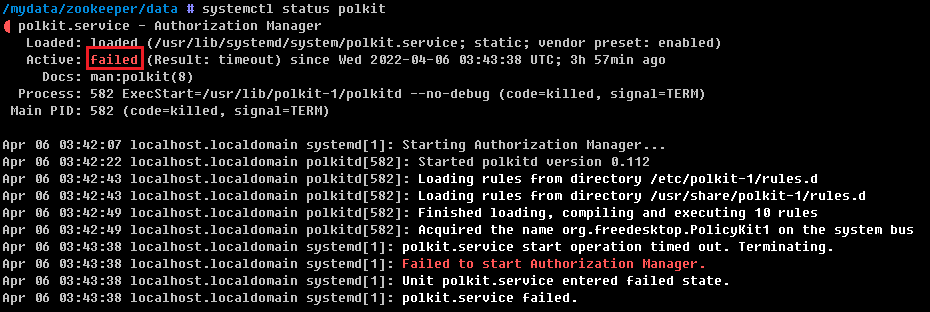 /mydata/zookeeper/data # systemctl status polkit
polkit.service - Authorization Manager
Loaded: loaded (/usr/lib/systemd/system/polkit.service; static; vendor preset: enabled)
Active: failed (Result: timeout) since Wed 2022-04-06 03:43:38 UTC; 3h 57min ago
Docs: man:polkit(8)
Process: 582 ExecStart=/usr/lib/polkit-1/polkitd --no-debug (code=killed, signal=TERM)
Main PID: 582 (code=killed, signal=TERM)
Apr 06 03:42:07 localhost.localdomain systemd[1]: Starting Authorization Manager...
Apr 06 03:42:22 localhost.localdomain polkitd[582]: Started polkitd version 0.112
Apr 06 03:42:43 localhost.localdomain polkitd[582]: Loading rules from directory /etc/polkit-1/rules.d
Apr 06 03:42:43 localhost.localdomain polkitd[582]: Loading rules from directory /usr/share/polkit-1/rules.d
Apr 06 03:42:49 localhost.localdomain polkitd[582]: Finished loading, compiling and executing 10 rules
Apr 06 03:42:49 localhost.localdomain polkitd[582]: Acquired the name org.freedesktop.PolicyKit1 on the system bus
Apr 06 03:43:38 localhost.localdomain systemd[1]: polkit.service start operation timed out. Terminating.
Apr 06 03:43:38 localhost.localdomain systemd[1]: Failed to start Authorization Manager.
Apr 06 03:43:38 localhost.localdomain systemd[1]: Unit polkit.service entered failed state.
Apr 06 03:43:38 localhost.localdomain systemd[1]: polkit.service failed.